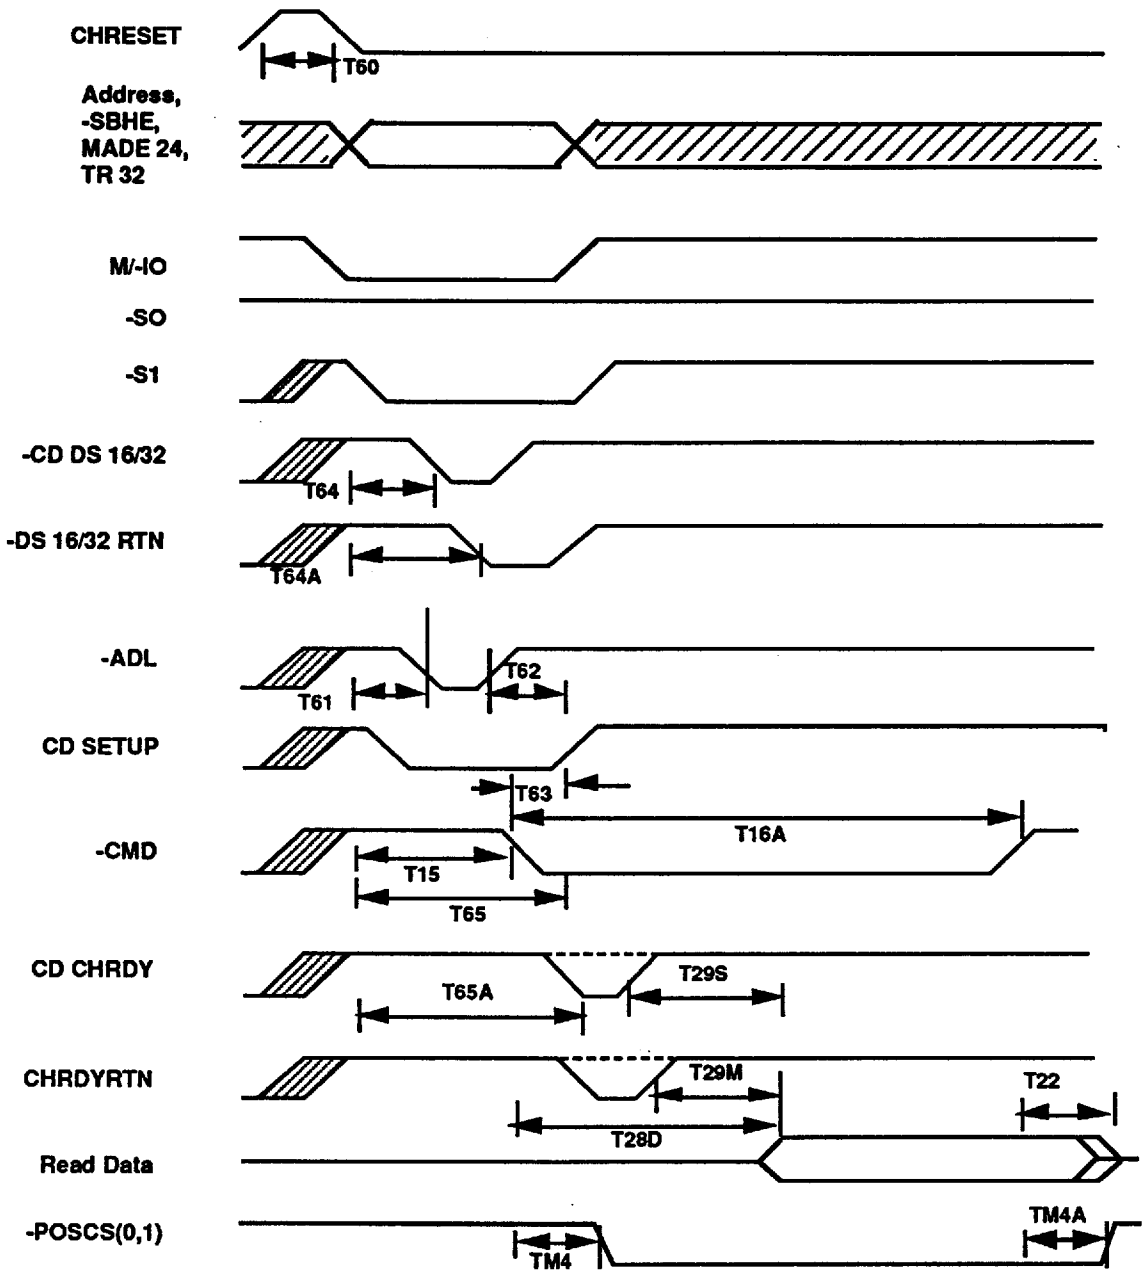 CHRESET
T60
Address,
-SBHE,
MADE 24,
TR 32
M/-IO
-SO
-S1
-CD DS 16/32
T64
-DS 16/32 RTN
T64A
-ADL
T62
T61
CD SETUP
T63
T16A
-CMD
T15
T65
CD CHRDY
T29S
T65A
CHRDYRTN
T29M
T22
T28D
Read Data
-POSCS(0,1)
TM4A
TM4